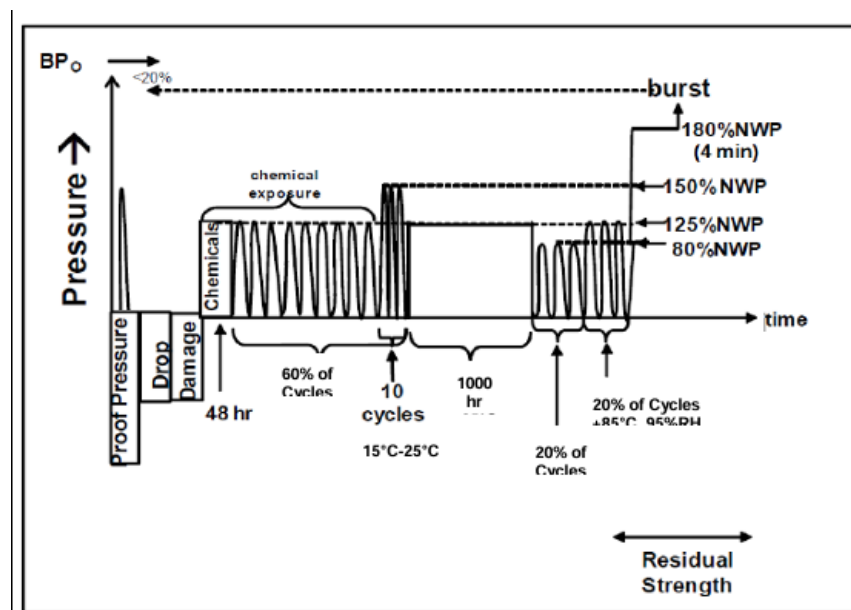 BP O
<20%
burst
180%NWP
(4 min)
150%NWP
125%NWP
80%NWP
Pressure
chemical
exposure
Chemicals
Proof Pressure
Drop
Damage
time
48 hr
60% of
Cycles
10
cycles
15°C-25°C
1000
hr
20% of
Cycles
20% of Cycles
+85°C 95%RH
Residual
Strength